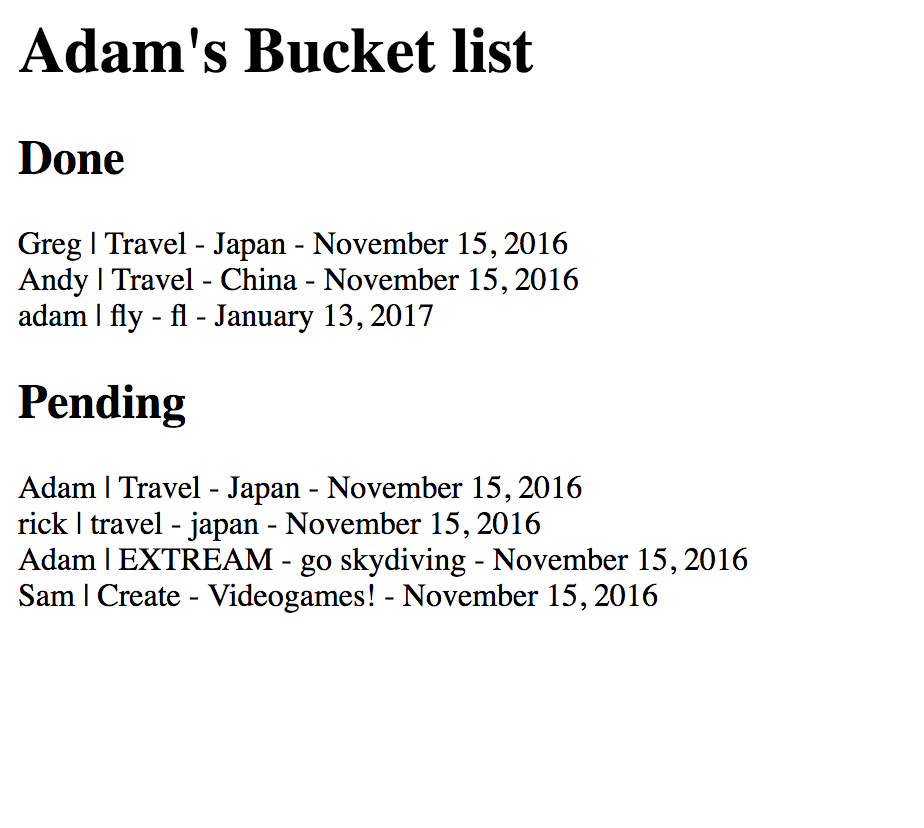 Adam's Bucket list
Done
Greg | Travel - Japan - November 15, 2016
Andy | Travel - China - November 15, 2016
adam | fly - fl - January 13, 2017
Pending
Adam | Travel - Japan - November 15, 2016
rick | travel - japan - November 15, 2016
Adam | EXTREAM - go skydiving - November 15, 2016
Sam | Create - Videogames! - November 15, 2016